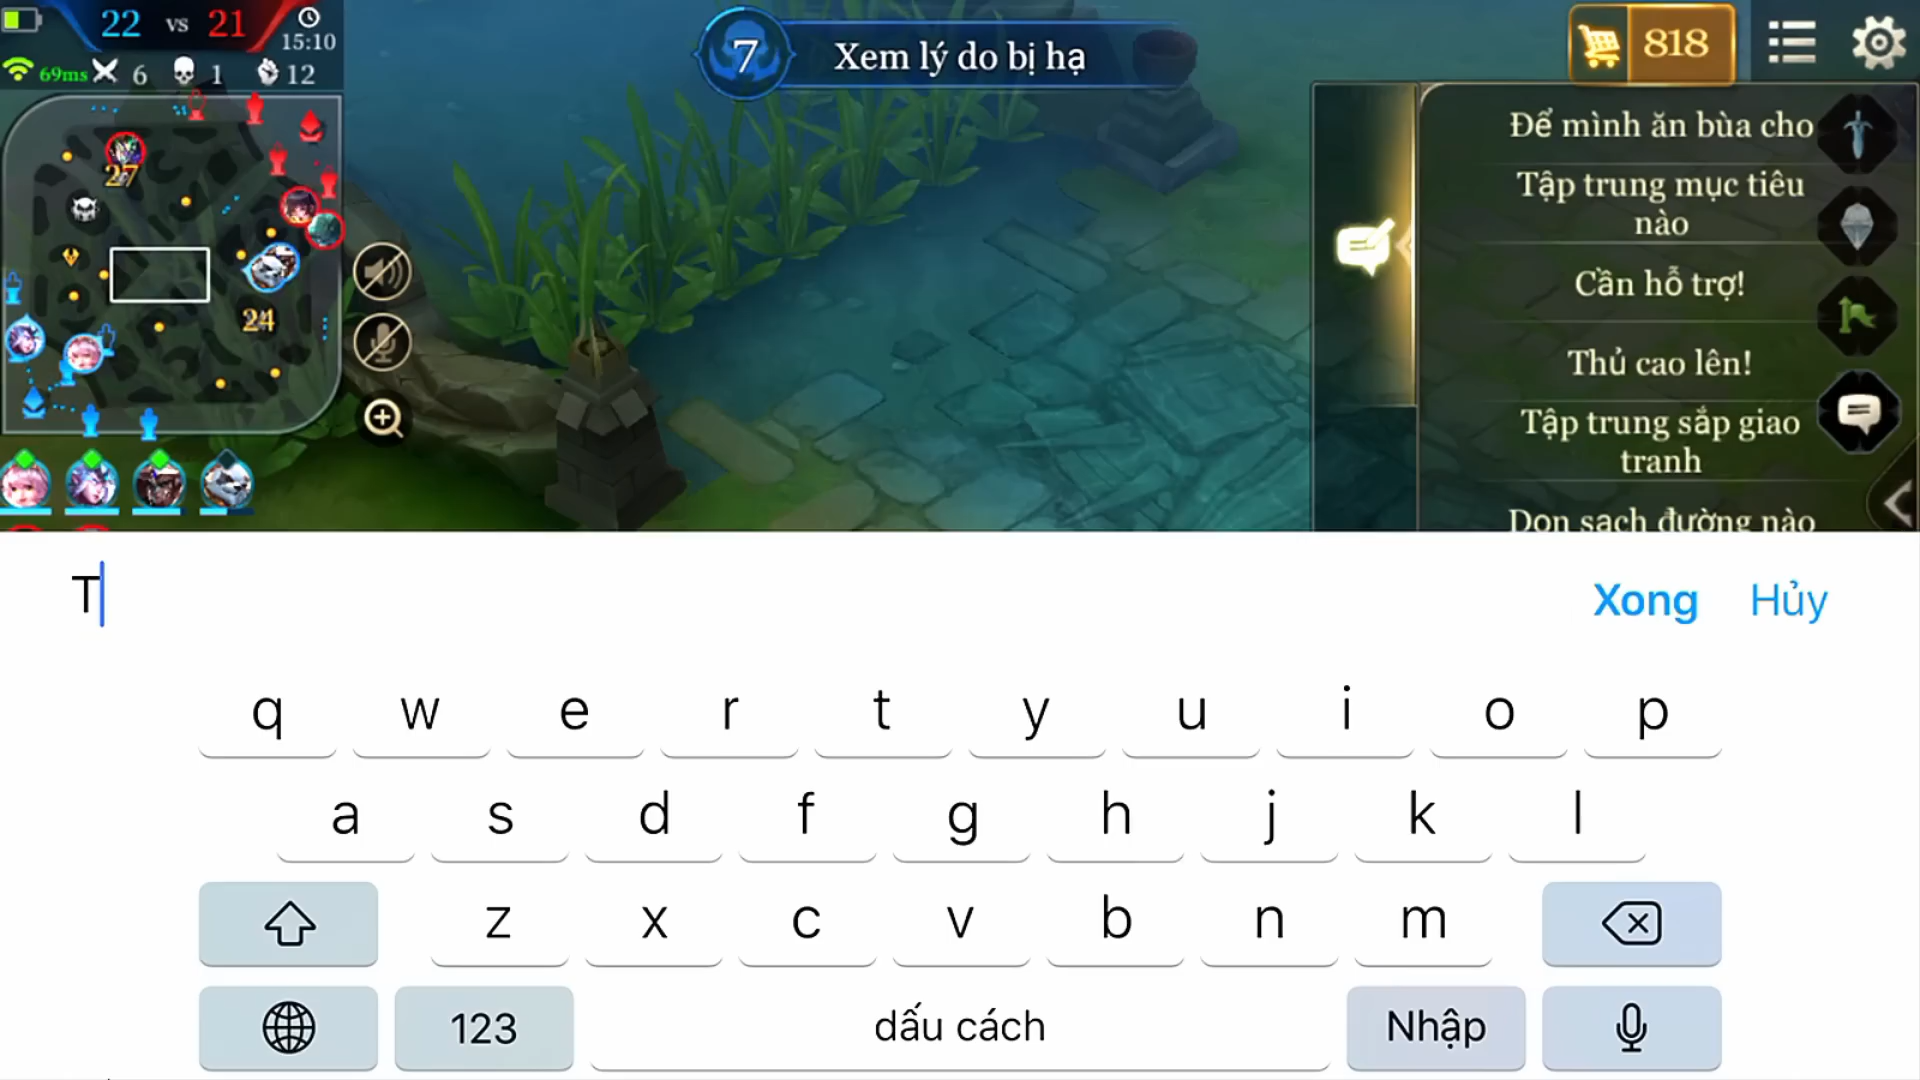 22 vs 21
15:10
69ms 6 1 12
7 Xem lý do bị hạ
818
27
24
Để mình ăn bùa cho
Tập trung mục tiêu
nào
Cần hỗ trợ!
Thủ cao lên!
Tập trung sắp giao
tranh
Dọn sạch đường nào
T
Xong Hủy
q w e r t y u i o p
a s d f g h j k l
z x c v b n m
123 dấu cách Nhập